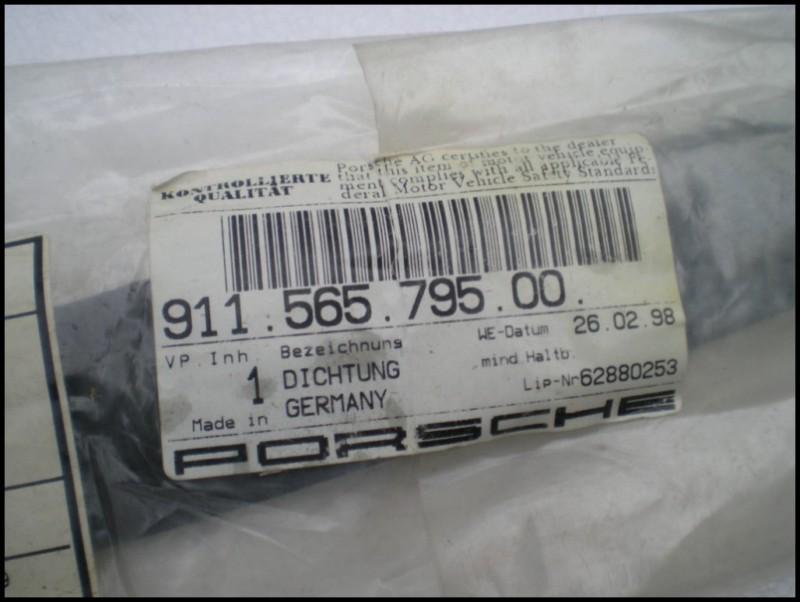 KONTROLLIERTE
QUALITÄT
Porsche AG certifies to the dealer
that this item of motor vehicle equip-
ment complies with all applicable Fe-
deral Motor Vehicle Safety Standards
911.565.795.00.
VP. Inh. Bezeichnung WE-Datum 26.02.98
1 DICHTUNG mind.Haltb.
Made in GERMANY Lip-Nr62880253
PORSCHE